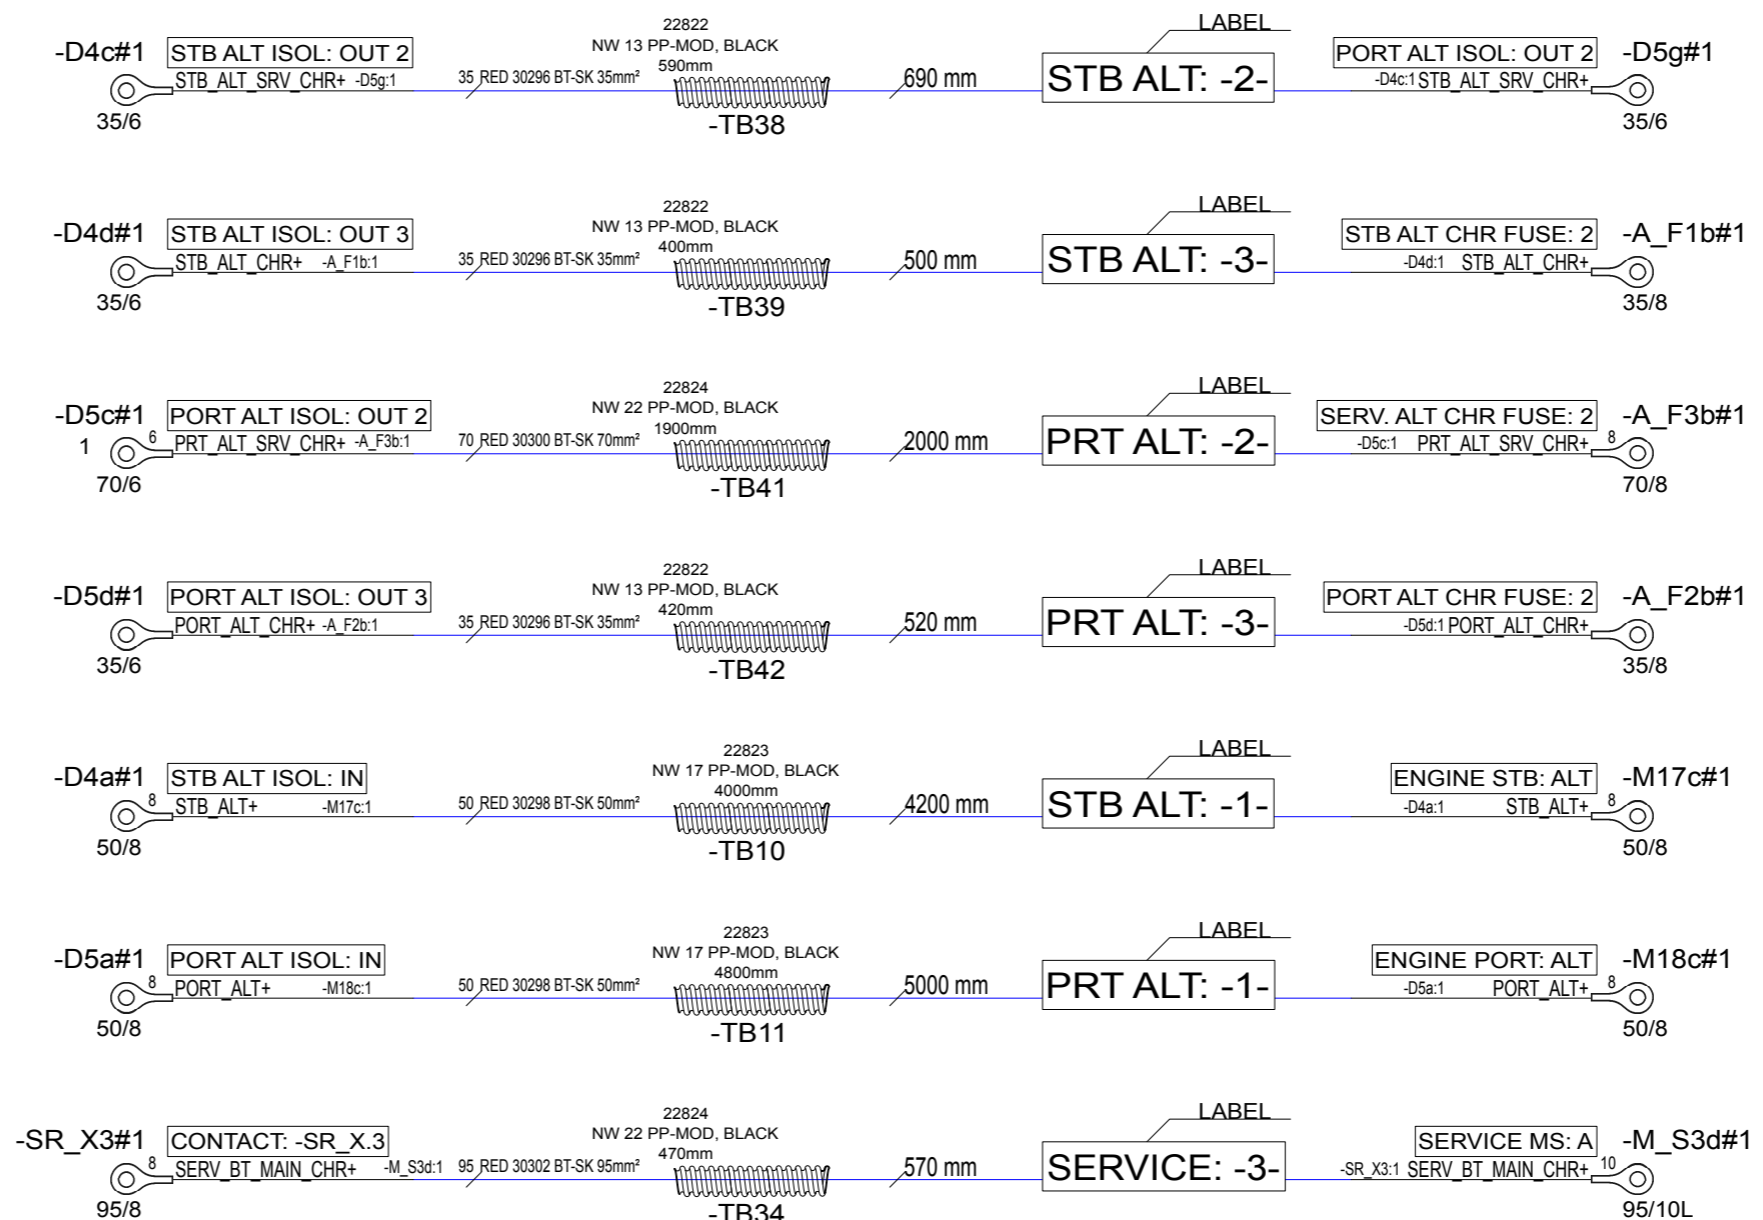 22822
LABEL
-D4c#1 STB ALT ISOL: OUT 2 NW 13 PP-MOD, BLACK PORT ALT ISOL: OUT 2 -D5g#1
590mm
STB_ALT_SRV_CHR+ -D5g:1 35 RED 30296 BT-SK 35mm² 690 mm STB ALT: -2- -D4c:1 STB_ALT_SRV_CHR+
35/6 -TB38 35/6
22822
LABEL
-D4d#1 STB ALT ISOL: OUT 3 NW 13 PP-MOD, BLACK STB ALT CHR FUSE: 2 -A_F1b#1
400mm
STB_ALT_CHR+ -A_F1b:1 35 RED 30296 BT-SK 35mm² 500 mm STB ALT: -3- -D4d:1 STB_ALT_CHR+
35/6 -TB39 35/8
22824
LABEL
-D5c#1 PORT ALT ISOL: OUT 2 NW 22 PP-MOD, BLACK SERV. ALT CHR FUSE: 2 -A_F3b#1
1900mm
1 6 PRT_ALT_SRV_CHR+ -A_F3b:1 70 RED 30300 BT-SK 70mm² 2000 mm PRT ALT: -2- -D5c:1 PRT_ALT_SRV_CHR+ 8
70/6 -TB41 70/8
22822
LABEL
-D5d#1 PORT ALT ISOL: OUT 3 NW 13 PP-MOD, BLACK PORT ALT CHR FUSE: 2 -A_F2b#1
420mm
PORT_ALT_CHR+ -A_F2b:1 35 RED 30296 BT-SK 35mm² 520 mm PRT ALT: -3- -D5d:1 PORT_ALT_CHR+
35/6 -TB42 35/8
22823
LABEL
-D4a#1 STB ALT ISOL: IN NW 17 PP-MOD, BLACK ENGINE STB: ALT -M17c#1
4000mm
8 STB_ALT+ -M17c:1 50 RED 30298 BT-SK 50mm² 4200 mm STB ALT: -1- -D4a:1 STB_ALT+ 8
50/8 -TB10 50/8
22823
LABEL
-D5a#1 PORT ALT ISOL: IN NW 17 PP-MOD, BLACK ENGINE PORT: ALT -M18c#1
4800mm
8 PORT_ALT+ -M18c:1 50 RED 30298 BT-SK 50mm² 5000 mm PRT ALT: -1- -D5a:1 PORT_ALT+ 8
50/8 -TB11 50/8
22824
LABEL
-SR_X3#1 CONTACT: -SR_X.3 NW 22 PP-MOD, BLACK SERVICE MS: A -M_S3d#1
470mm
8 SERV_BT_MAIN_CHR+ -M_S3d:1 95 RED 30302 BT-SK 95mm² 570 mm SERVICE: -3- -SR_X3:1 SERV_BT_MAIN_CHR+ 10
95/8 -TB34 95/10L